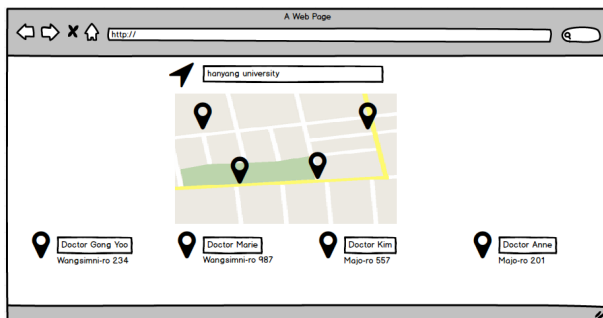 A Web Page
http://
hanyang university
Doctor Gong Yoo
Wangsimni-ro 234
Doctor Marie
Wangsimni-ro 987
Doctor Kim
Majo-ro 557
Doctor Anne
Majo-ro 201